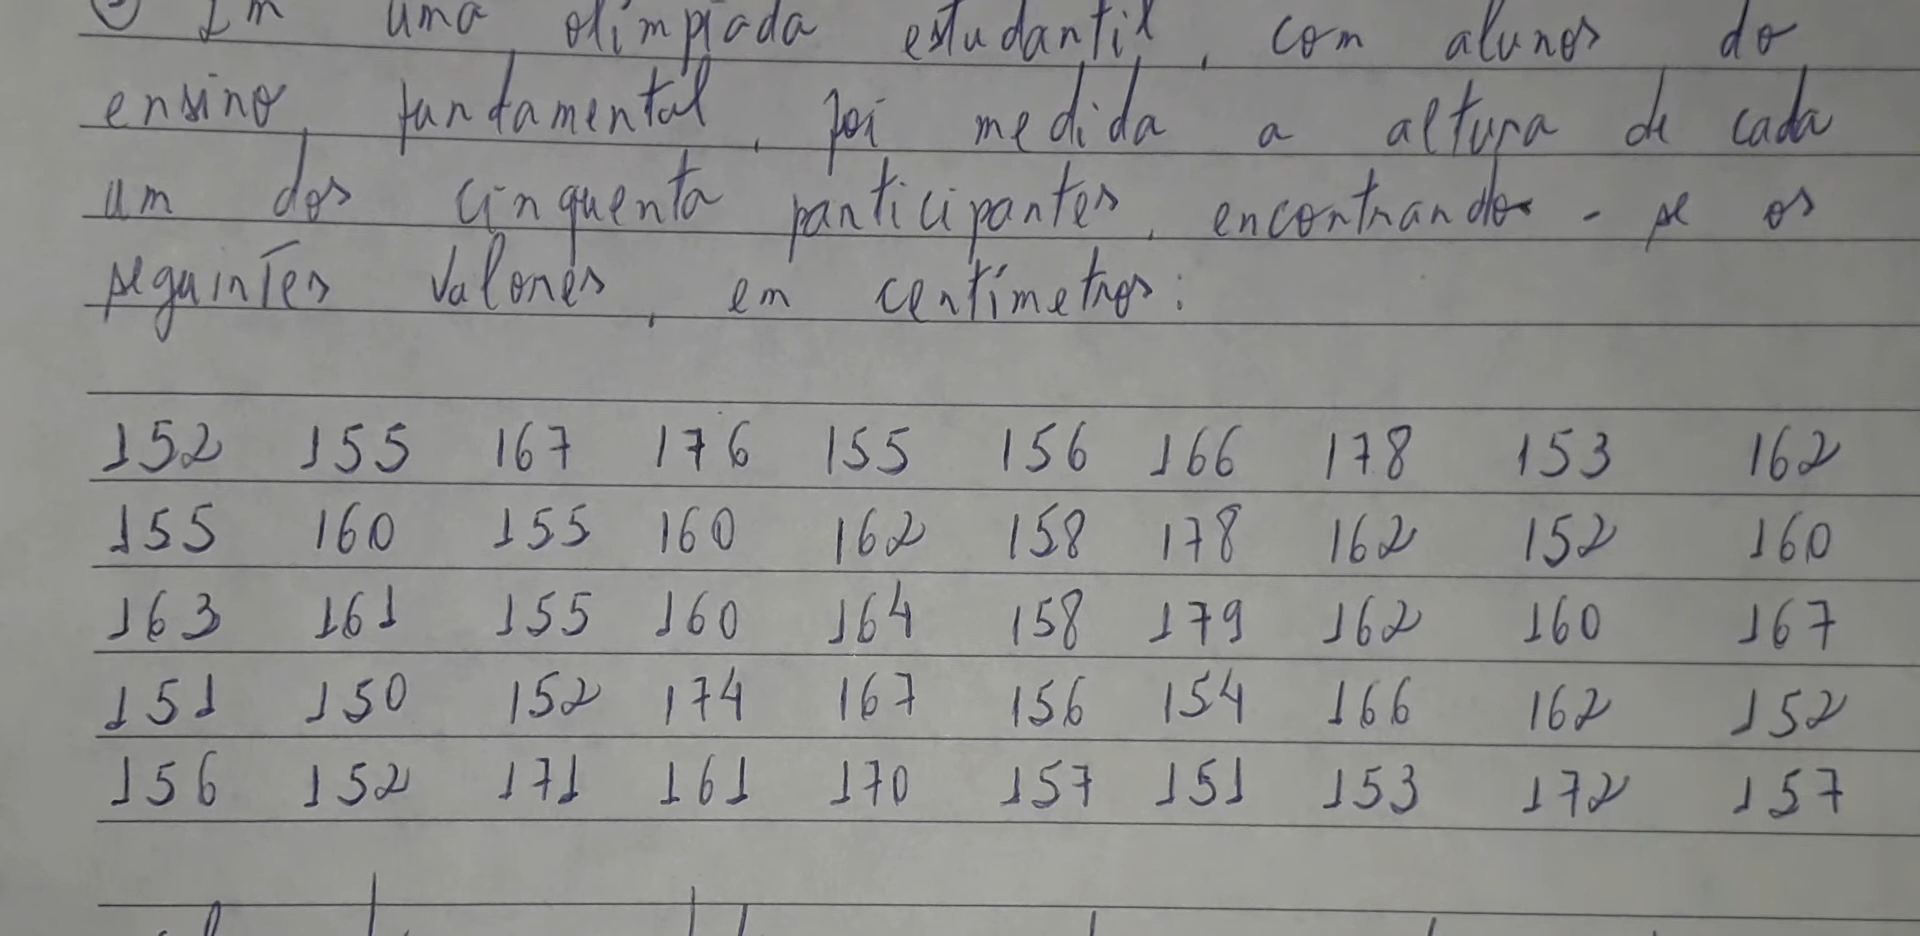 Em uma olimpíada estudantil, com alunos do
ensino fundamental, foi medida a altura de cada
um dos cinquenta participantes, encontrando-se os
seguintes valores, em centímetros:
152 155 167 176 155 156 166 178 153 162
155 160 155 160 162 158 178 162 152 160
163 161 155 160 164 158 179 162 160 167
151 150 152 174 167 156 154 166 162 152
156 152 171 161 170 157 151 153 172 157